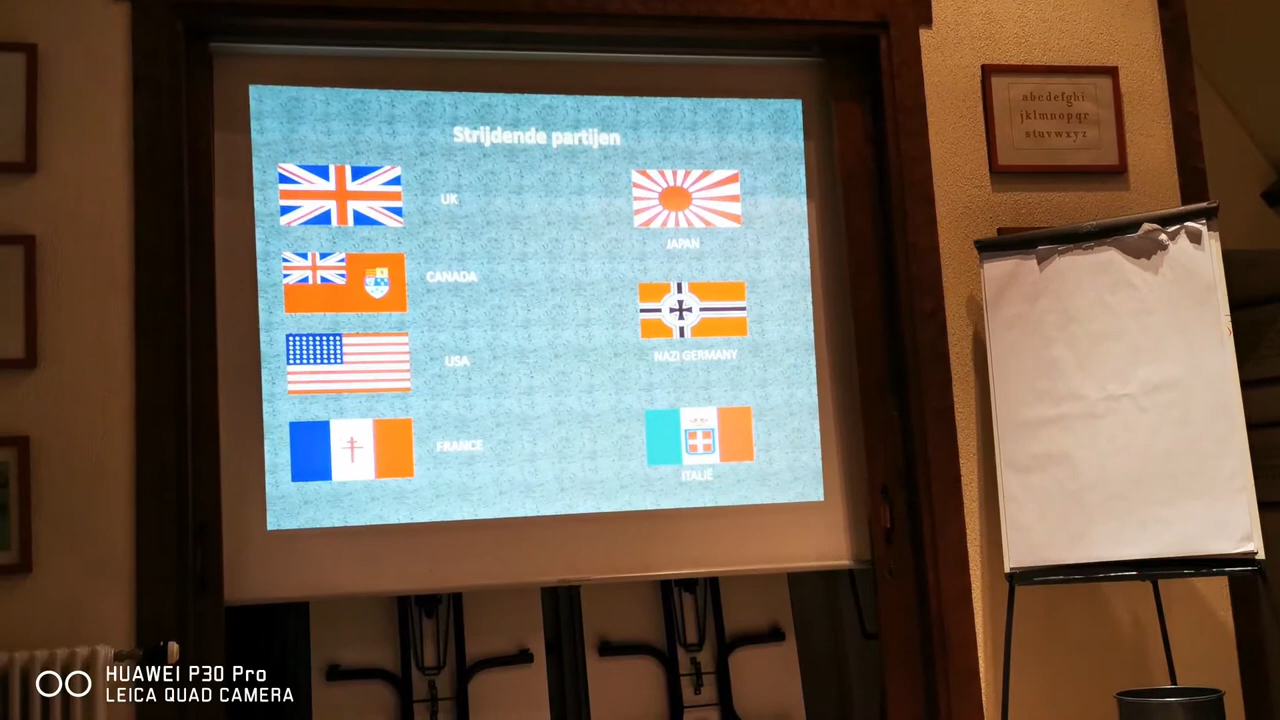 Strijdende partijen
UK
CANADA
USA
FRANCE
JAPAN
NAZI GERMANY
ITALIË
abcdefghi
jklmnopqr
stuvwxyz
HUAWEI P30 Pro
LEICA QUAD CAMERA